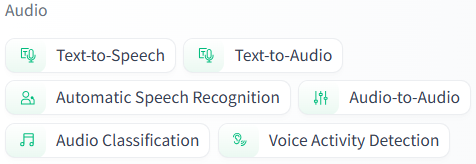 Audio
Text-to-Speech Text-to-Audio
Automatic Speech Recognition Audio-to-Audio
Audio Classification Voice Activity Detection